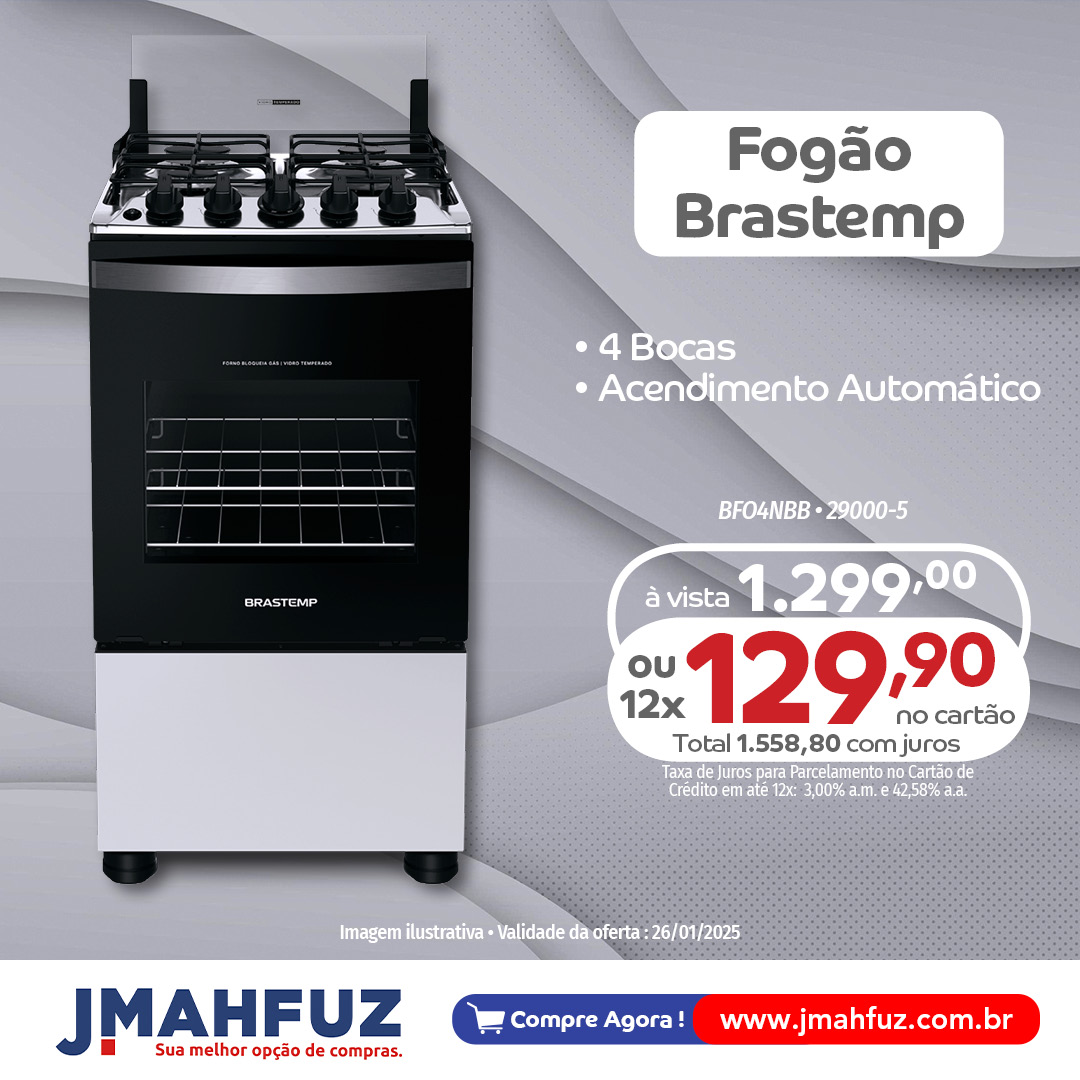 VIDRO TEMPERADO
Fogão
Brastemp
• 4 Bocas
• Acendimento Automático
FORNO BLOQUEIA GÁS | VIDRO TEMPERADO
BRASTEMP
BFO4NBB • 29000-5
à vista 1.299,00
ou 12x 129,90 no cartão
Total 1.558,80 com juros
Taxa de Juros para Parcelamento no Cartão de
Crédito em até 12x: 3,00% a.m. e 42,58% a.a.
Imagem ilustrativa • Validade da oferta : 26/01/2025
JMAHFUZ
Sua melhor opção de compras.
Compre Agora !
www.jmahfuz.com.br